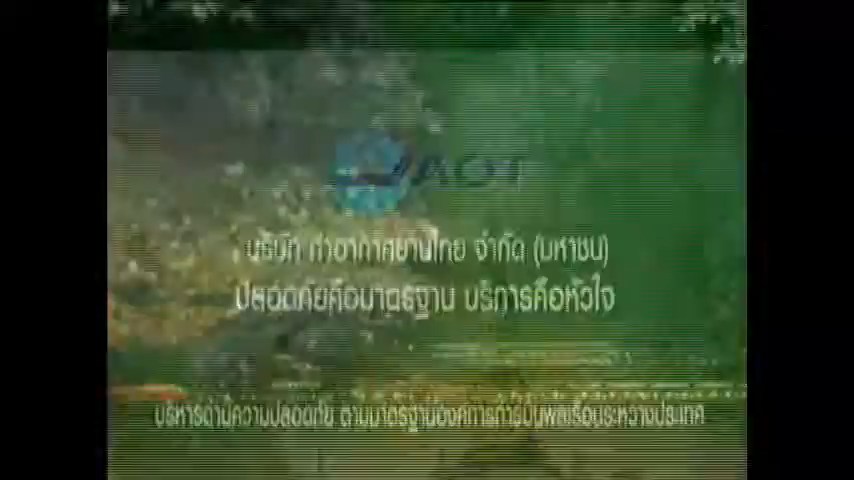 AOT
บริษัท ท่าอากาศยานไทย จำกัด (มหาชน)
ปลอดภัยคือมาตรฐาน บริการคือหัวใจ
บริหารด้านความปลอดภัย ตามมาตรฐานองค์การการบินพลเรือนระหว่างประเทศ